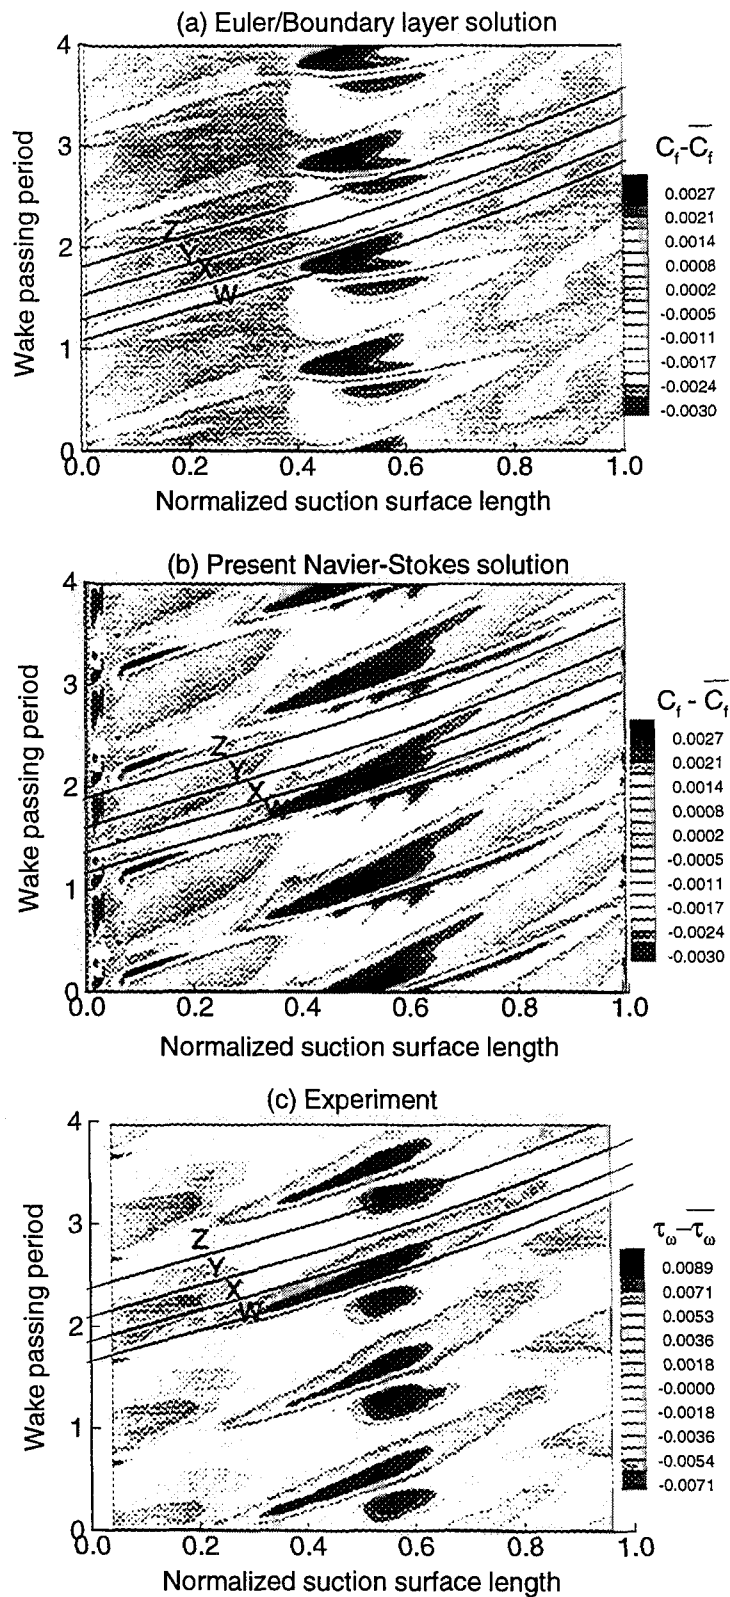 (a) Euler/Boundary layer solution
4
3
2
1
0
Wake passing period
Z
Y
X
W
0.0 0.2 0.4 0.6 0.8 1.0
Normalized suction surface length
C_f-C̅_f
0.0027
0.0021
0.0014
0.0008
0.0002
-0.0005
-0.0011
-0.0017
-0.0024
-0.0030
(b) Present Navier-Stokes solution
4
3
2
1
0
Wake passing period
Z
Y
X
W
0.0 0.2 0.4 0.6 0.8 1.0
Normalized suction surface length
C_f - C̅_f
0.0027
0.0021
0.0014
0.0008
0.0002
-0.0005
-0.0011
-0.0017
-0.0024
-0.0030
(c) Experiment
4
3
2
1
0
Wake passing period
Z
Y
X
W
0.0 0.2 0.4 0.6 0.8 1.0
Normalized suction surface length
τ_ω-τ̅_ω
0.0089
0.0071
0.0053
0.0036
0.0018
-0.0000
-0.0018
-0.0036
-0.0054
-0.0071